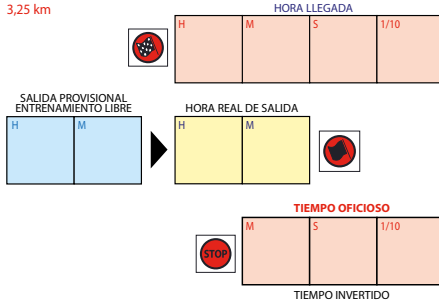 3,25 km
HORA LLEGADA
H M S 1/10
SALIDA PROVISIONAL
ENTRENAMIENTO LIBRE
HORA REAL DE SALIDA
H M
H M
TIEMPO OFICIOSO
M S 1/10
STOP
TIEMPO INVERTIDO